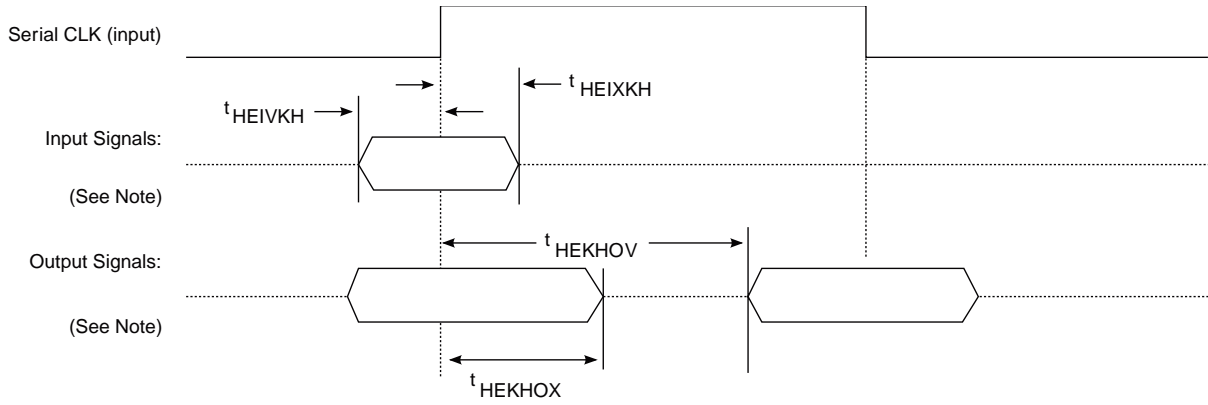 Serial CLK (input)
t HEIXKH
t HEIVKH
Input Signals:
(See Note)
t HEKHOV
Output Signals:
(See Note)
t HEKHOX